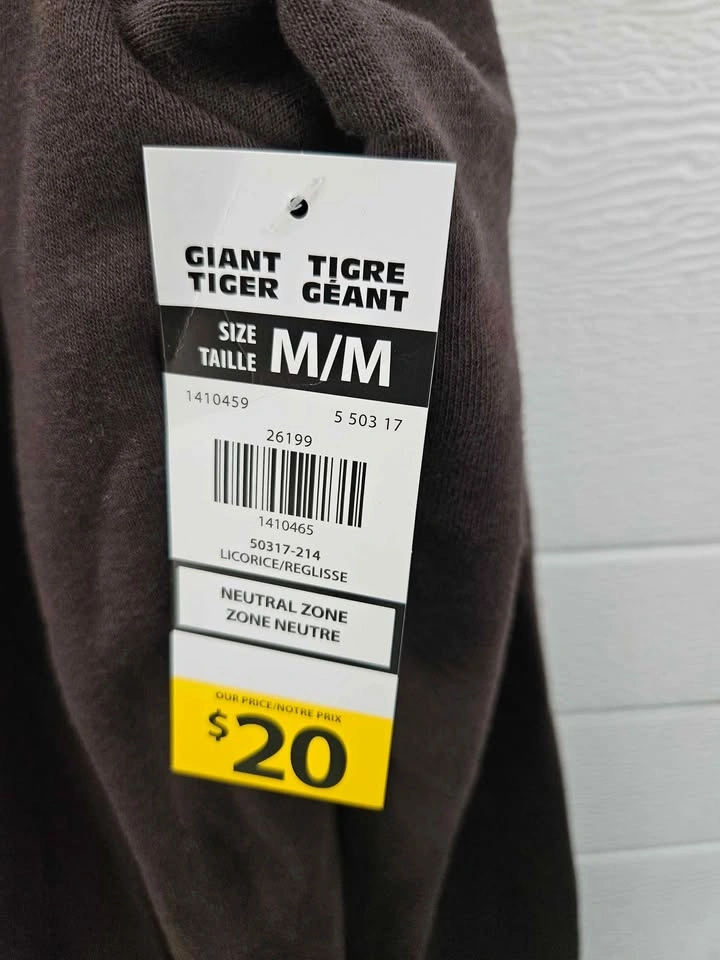 GIANT TIGRE
TIGER GÉANT
SIZE
TAILLE
M/M
1410459
5 503 17
26199
1410465
50317-214
LICORICE/REGLISSE
NEUTRAL ZONE
ZONE NEUTRE
OUR PRICE/NOTRE PRIX
$20